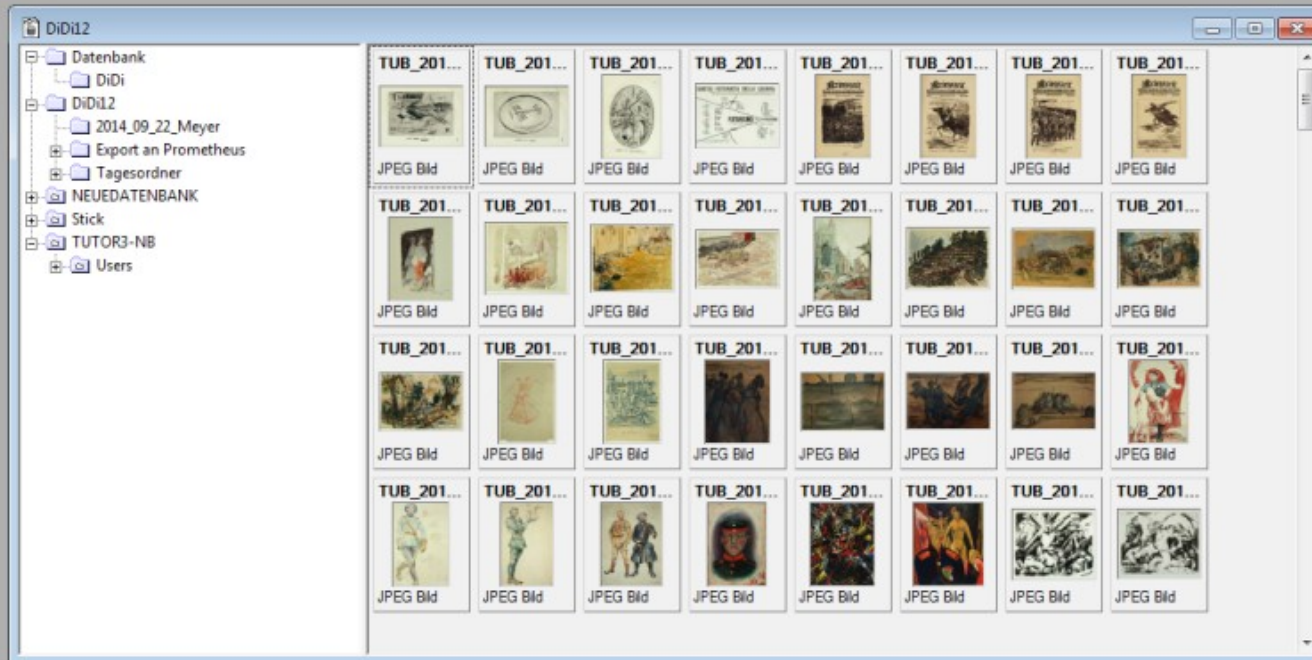 DiDi12
Datenbank
DiDi
DiDi12
2014_09_22_Meyer
Export an Prometheus
Tagesordner
NEUEDATENBANK
Stick
TUTOR3-NB
Users
TUB_201... TUB_201... TUB_201... TUB_201... TUB_201... TUB_201... TUB_201... TUB_201...
JPEG Bild JPEG Bild JPEG Bild JPEG Bild JPEG Bild JPEG Bild JPEG Bild JPEG Bild
TUB_201... TUB_201... TUB_201... TUB_201... TUB_201... TUB_201... TUB_201... TUB_201...
JPEG Bild JPEG Bild JPEG Bild JPEG Bild JPEG Bild JPEG Bild JPEG Bild JPEG Bild
TUB_201... TUB_201... TUB_201... TUB_201... TUB_201... TUB_201... TUB_201... TUB_201...
JPEG Bild JPEG Bild JPEG Bild JPEG Bild JPEG Bild JPEG Bild JPEG Bild JPEG Bild
TUB_201... TUB_201... TUB_201... TUB_201... TUB_201... TUB_201... TUB_201... TUB_201...
JPEG Bild JPEG Bild JPEG Bild JPEG Bild JPEG Bild JPEG Bild JPEG Bild JPEG Bild